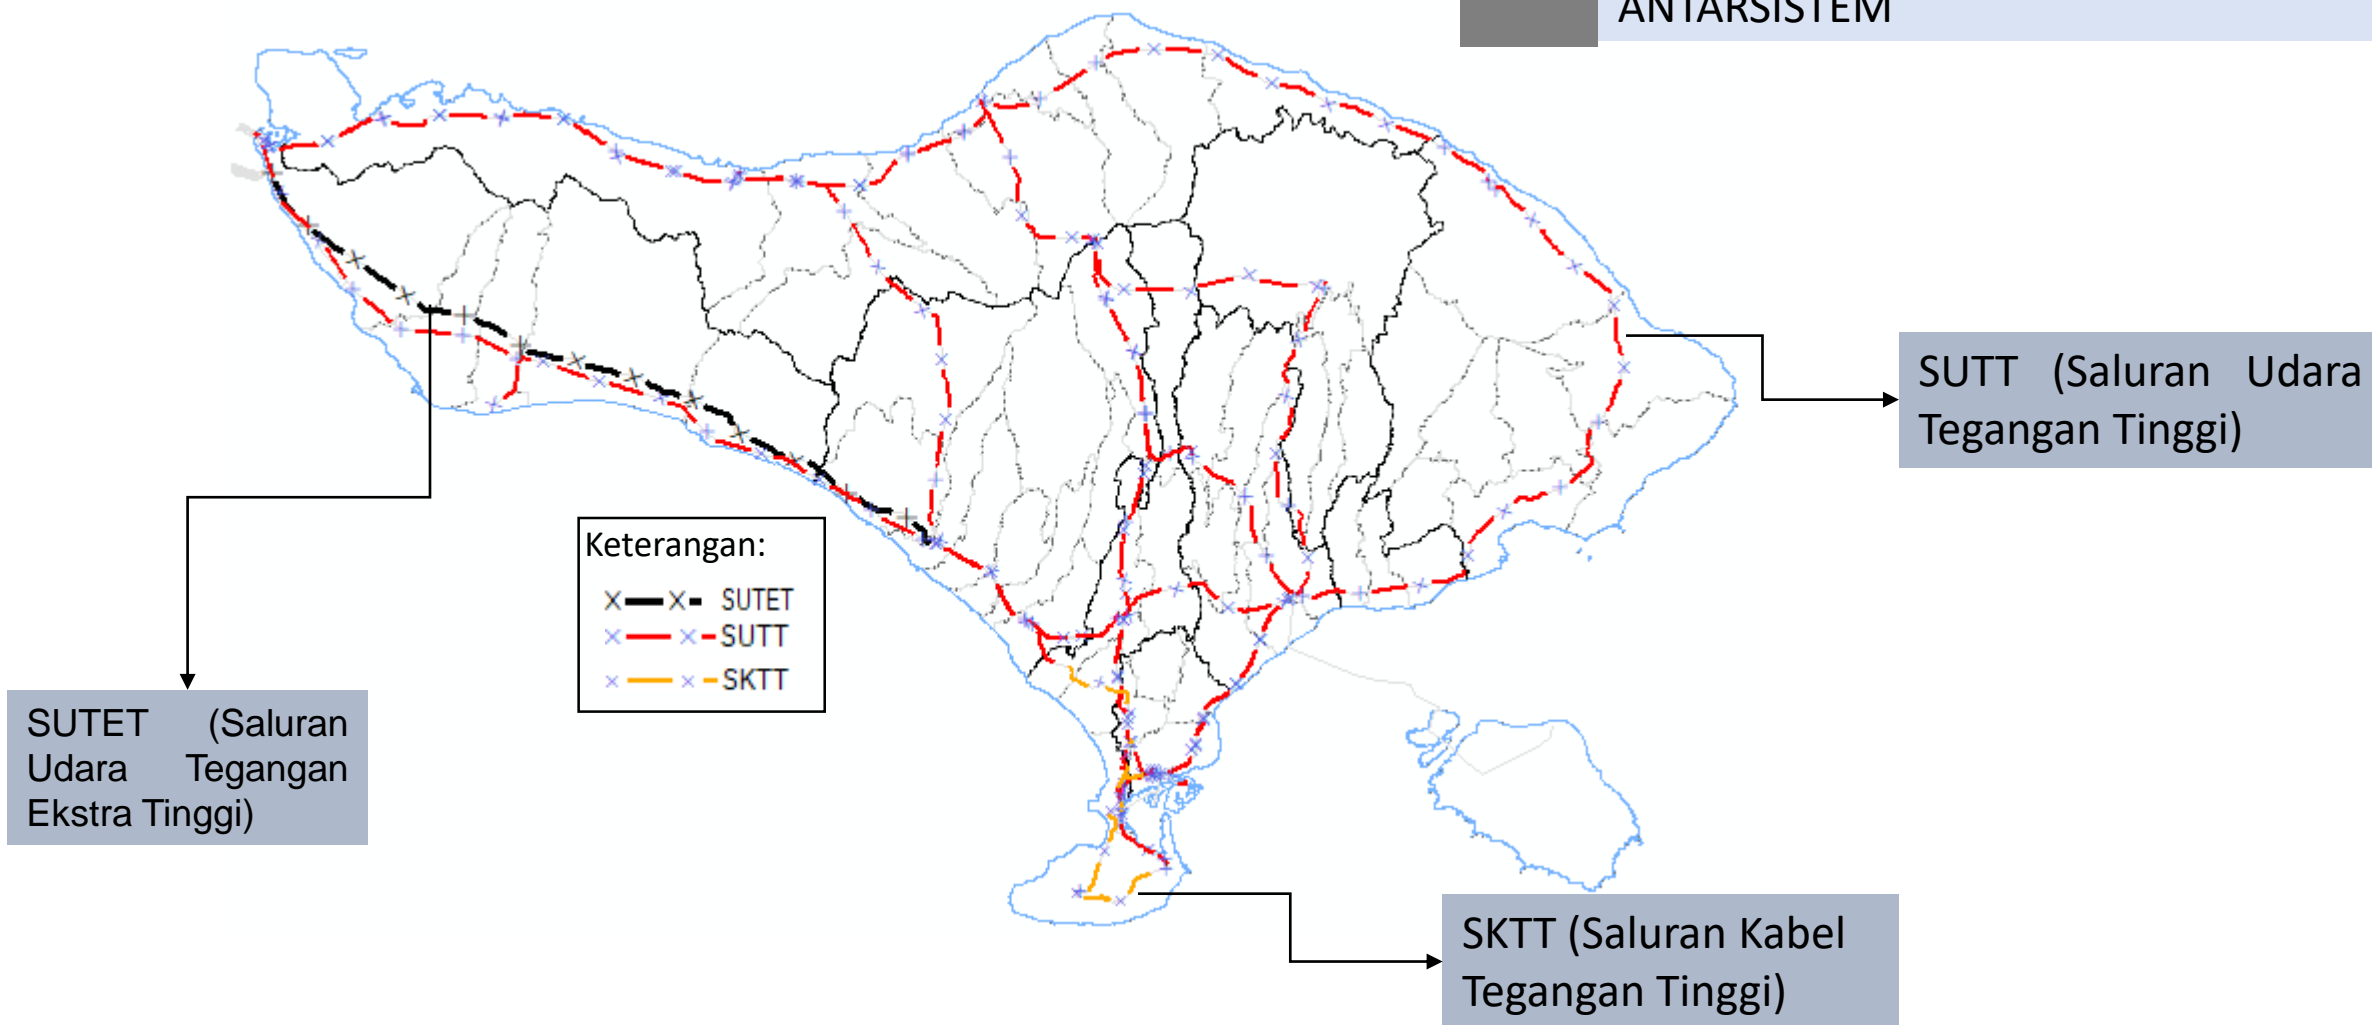 ANTARSISTEM
SUTT (Saluran Udara
Tegangan Tinggi)
Keterangan:
SUTET
SUTT
SKTT
SUTET (Saluran
Udara Tegangan
Ekstra Tinggi)
SKTT (Saluran Kabel
Tegangan Tinggi)